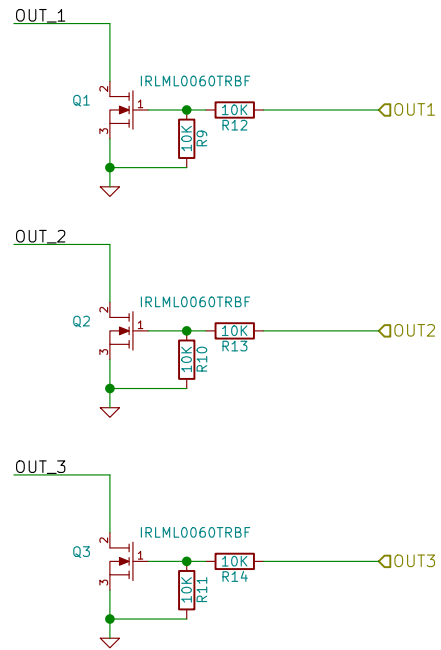 OUT_1
IRLML0060TRBF
Q1
2
1
3
10K
OUT1
R12
10K
R9
OUT_2
IRLML0060TRBF
Q2
2
1
3
10K
OUT2
R13
10K
R10
OUT_3
IRLML0060TRBF
Q3
2
1
3
10K
OUT3
R14
10K
R11